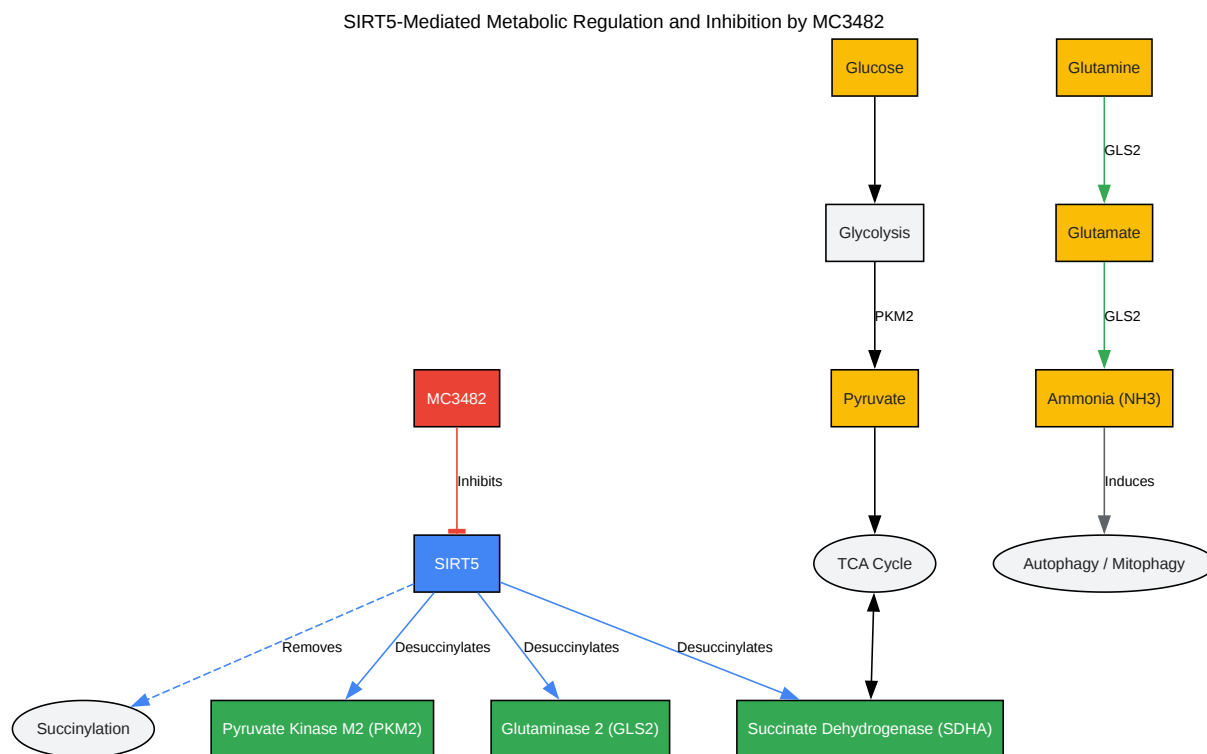 SIRT5-Mediated Metabolic Regulation and Inhibition by MC3482
Glucose
Glutamine
GLS2
Glycolysis
Glutamate
PKM2
GLS2
MC3482
Pyruvate
Ammonia (NH3)
Inhibits
Induces
SIRT5
TCA Cycle
Autophagy / Mitophagy
Removes
Desuccinylates
Desuccinylates
Desuccinylates
Succinylation
Pyruvate Kinase M2 (PKM2)
Glutaminase 2 (GLS2)
Succinate Dehydrogenase (SDHA)